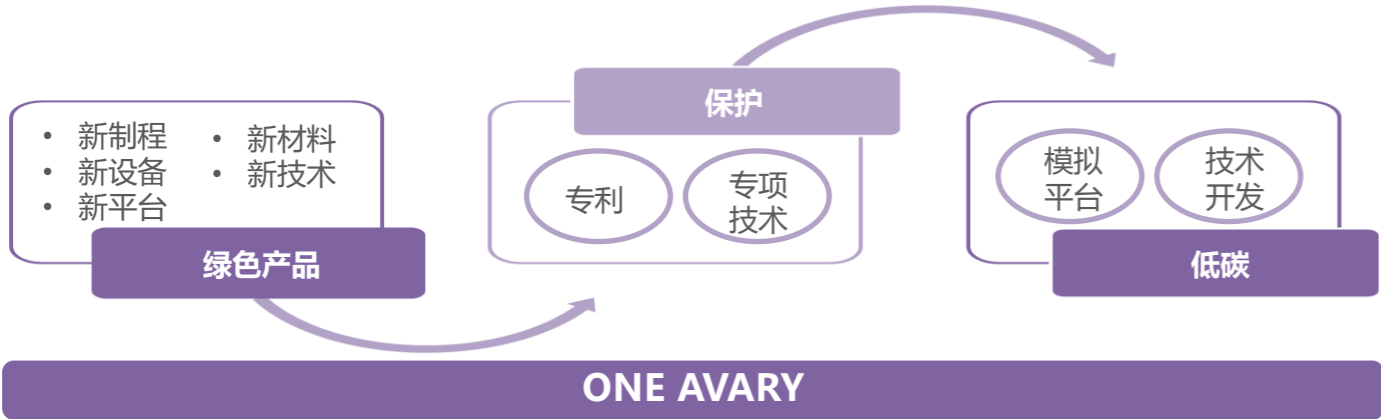 • 新制程
• 新设备
• 新平台
• 新材料
• 新技术
绿色产品
保护
专利
专项
技术
模拟
平台
技术
开发
低碳
ONE AVARY